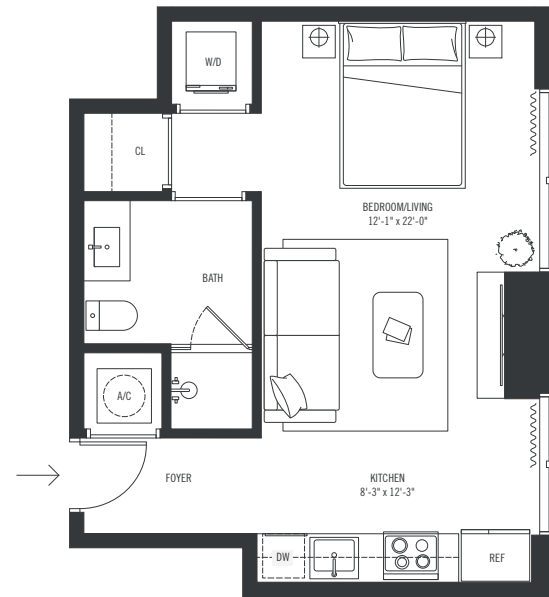 W/D
CL
BEDROOM/LIVING
12'-1" x 22'-0"
BATH
A/C
FOYER
KITCHEN
8'-3" x 12'-3"
DW
REF